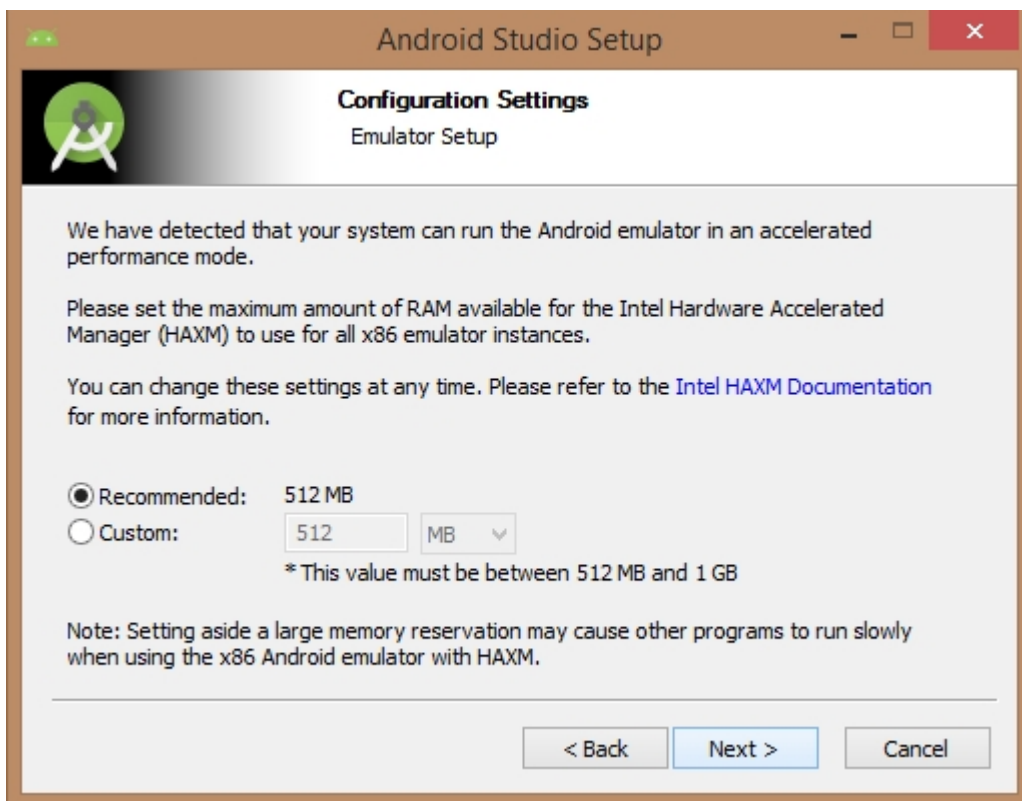 Android Studio Setup
Configuration Settings
Emulator Setup
We have detected that your system can run the Android emulator in an accelerated
performance mode.
Please set the maximum amount of RAM available for the Intel Hardware Accelerated
Manager (HAXM) to use for all x86 emulator instances.
You can change these settings at any time. Please refer to the Intel HAXM Documentation
for more information.
Recommended: 512 MB
Custom: 512 MB
* This value must be between 512 MB and 1 GB
Note: Setting aside a large memory reservation may cause other programs to run slowly
when using the x86 Android emulator with HAXM.
< Back Next > Cancel